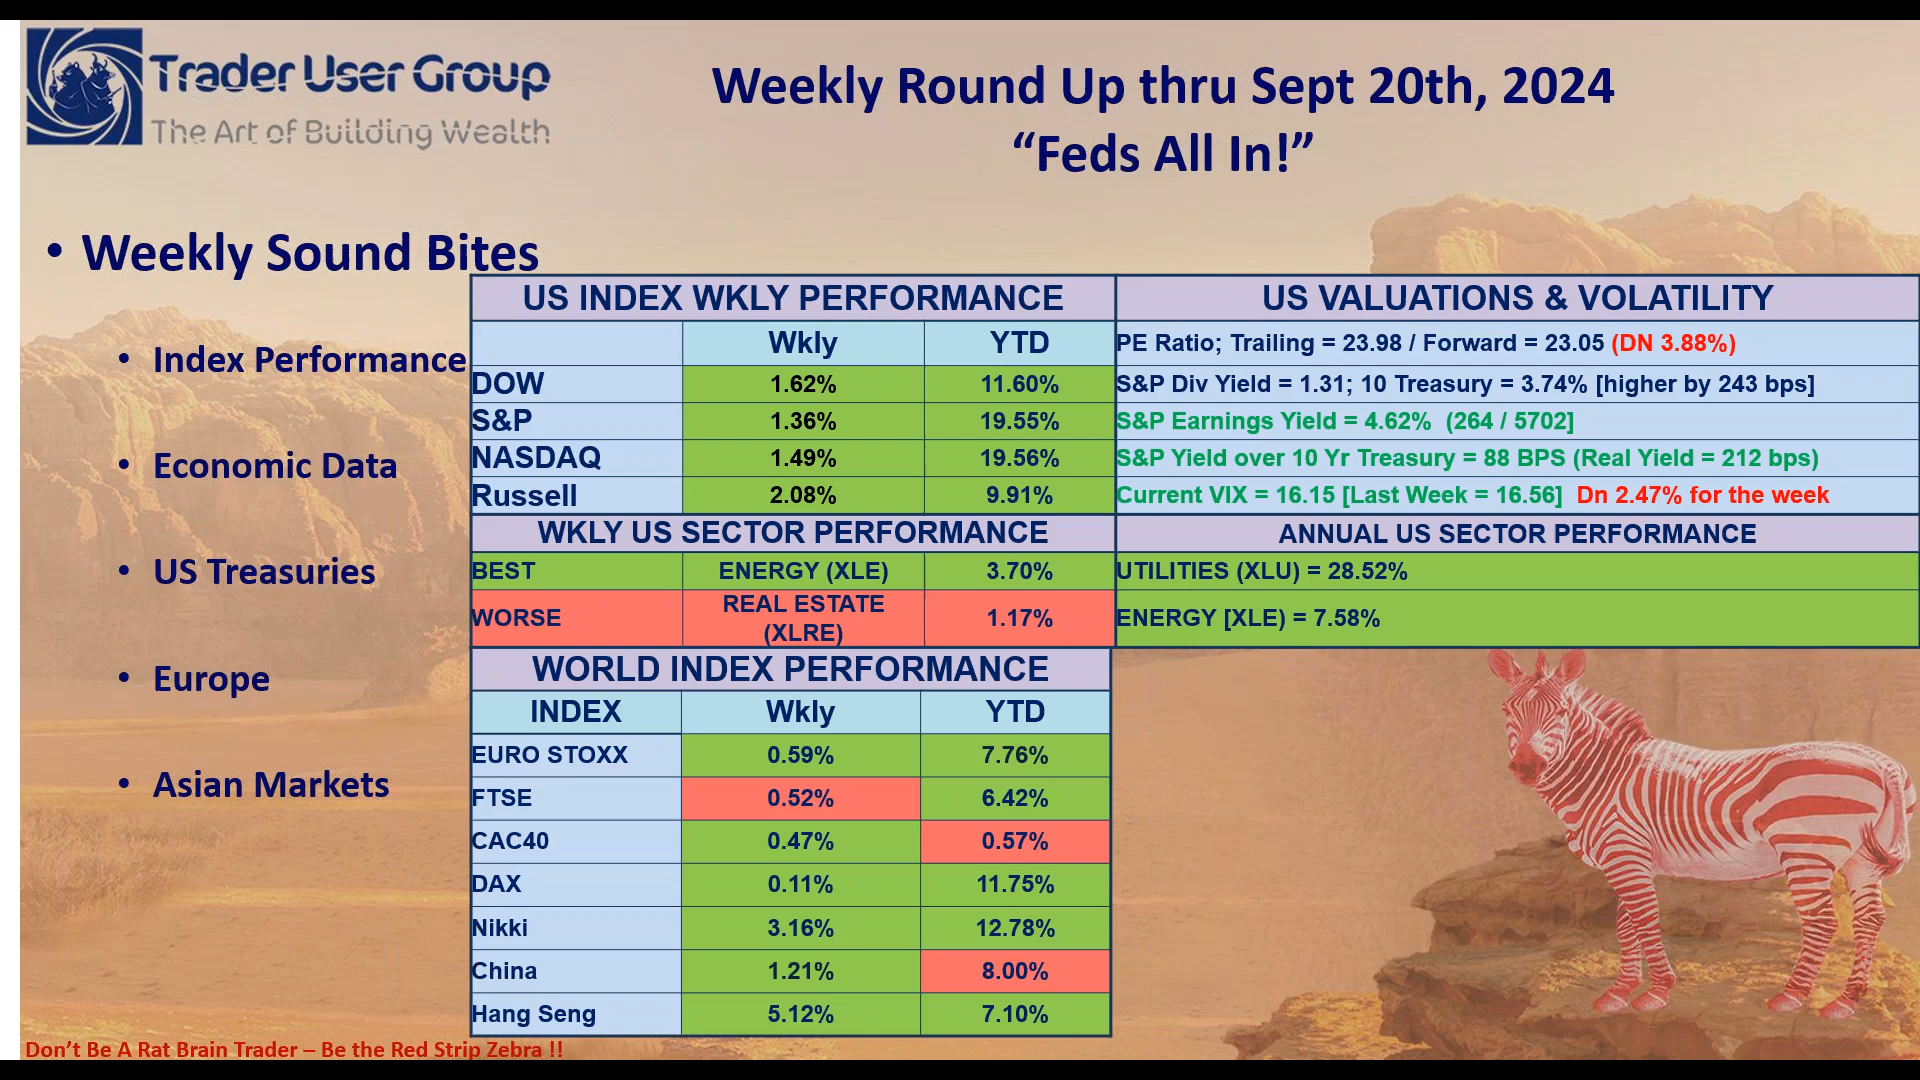 Trader User Group
The Art of Building Wealth
Weekly Round Up thru Sept 20th, 2024
“Feds All In!”
• Weekly Sound Bites
• Index Performance
• Economic Data
• US Treasuries
• Europe
• Asian Markets
US INDEX WKLY PERFORMANCE
Wkly YTD
DOW 1.62% 11.60%
S&P 1.36% 19.55%
NASDAQ 1.49% 19.56%
Russell 2.08% 9.91%
US VALUATIONS & VOLATILITY
PE Ratio; Trailing = 23.98 / Forward = 23.05 (DN 3.88%)
S&P Div Yield = 1.31; 10 Treasury = 3.74% [higher by 243 bps]
S&P Earnings Yield = 4.62% (264 / 5702]
S&P Yield over 10 Yr Treasury = 88 BPS (Real Yield = 212 bps)
Current VIX = 16.15 [Last Week = 16.56] Dn 2.47% for the week
WKLY US SECTOR PERFORMANCE
BEST ENERGY (XLE) 3.70%
WORSE REAL ESTATE (XLRE) 1.17%
ANNUAL US SECTOR PERFORMANCE
UTILITIES (XLU) = 28.52%
ENERGY [XLE) = 7.58%
WORLD INDEX PERFORMANCE
INDEX Wkly YTD
EURO STOXX 0.59% 7.76%
FTSE 0.52% 6.42%
CAC40 0.47% 0.57%
DAX 0.11% 11.75%
Nikki 3.16% 12.78%
China 1.21% 8.00%
Hang Seng 5.12% 7.10%
Don’t Be A Rat Brain Trader – Be the Red Strip Zebra !!